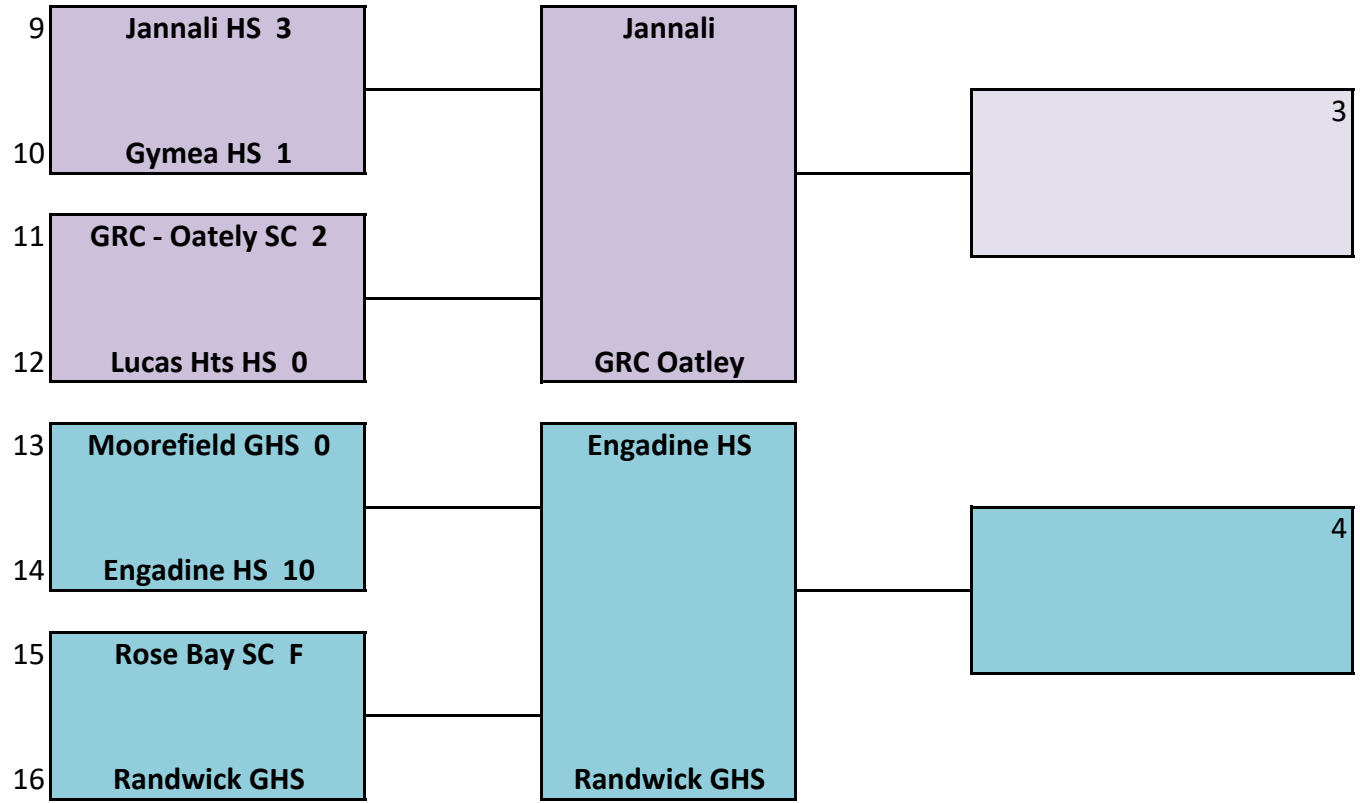 9 Jannali HS 3 Jannali
3
10 Gymea HS 1
11 GRC - Oately SC 2
12 Lucas Hts HS 0 GRC Oatley
13 Moorefield GHS 0 Engadine HS
4
14 Engadine HS 10
15 Rose Bay SC F
16 Randwick GHS Randwick GHS